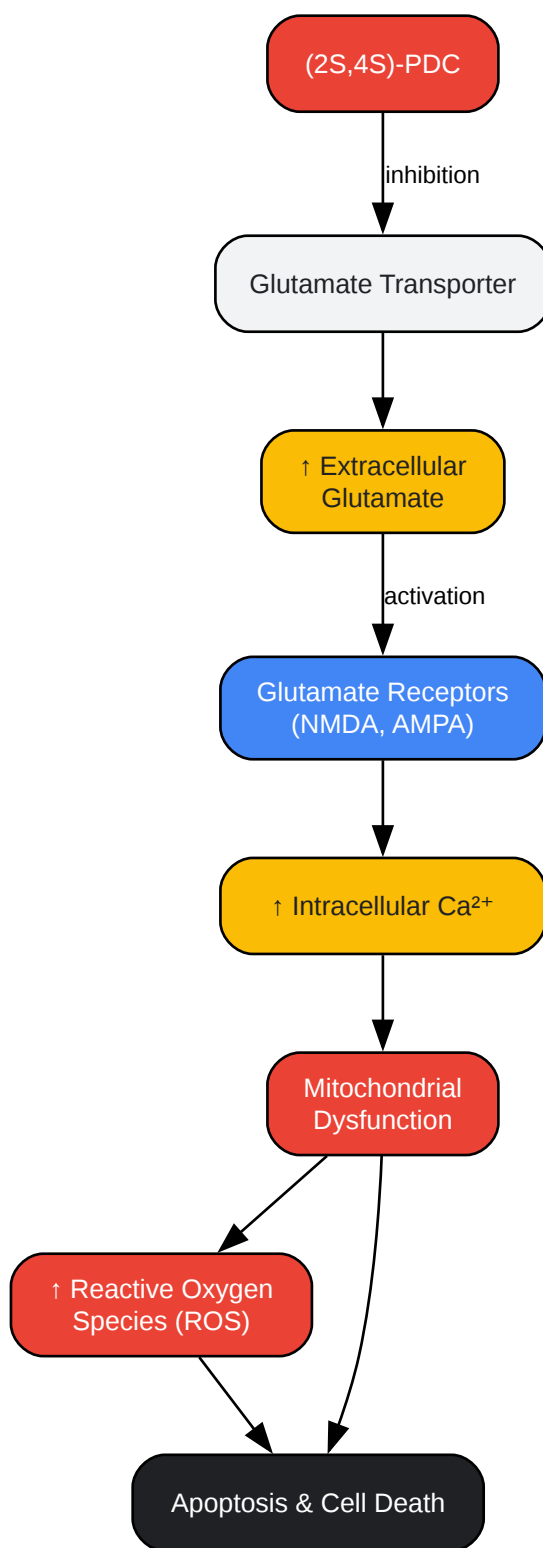 (2S,4S)-PDC
inhibition
Glutamate Transporter
↑ Extracellular
Glutamate
activation
Glutamate Receptors
(NMDA, AMPA)
↑ Intracellular Ca²⁺
Mitochondrial
Dysfunction
↑ Reactive Oxygen
Species (ROS)
Apoptosis & Cell Death